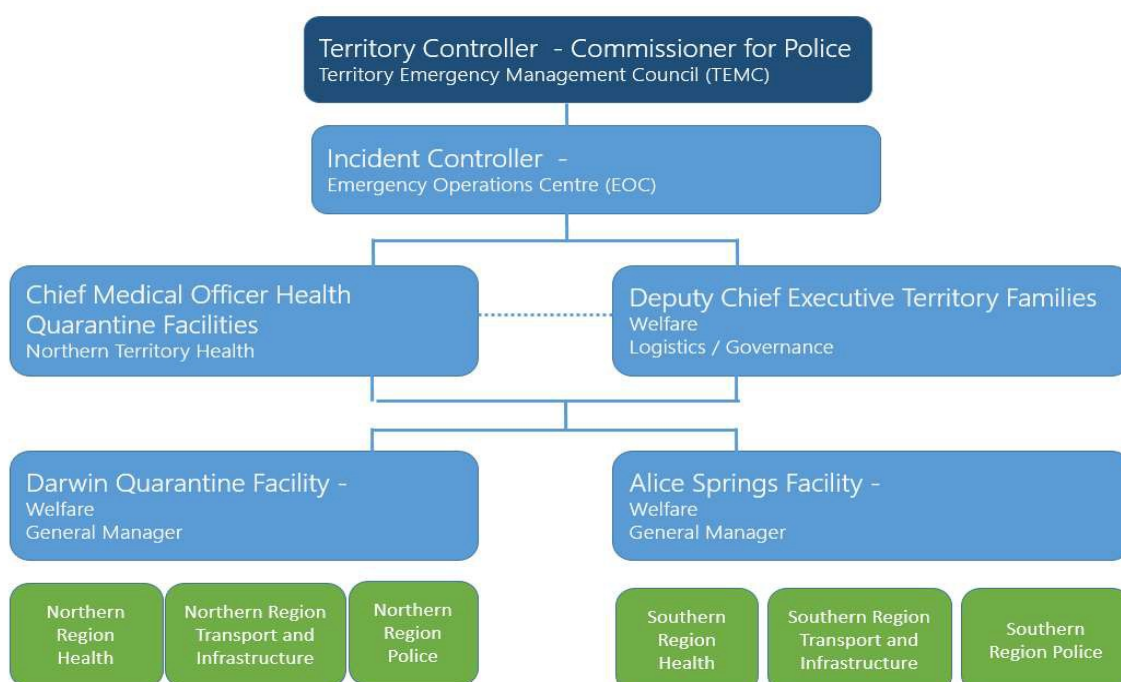 Territory Controller - Commissioner for Police
Territory Emergency Management Council (TEMC)
Incident Controller -
Emergency Operations Centre (EOC)
Chief Medical Officer Health
Quarantine Facilities
Northern Territory Health
Deputy Chief Executive Territory Families
Welfare
Logistics / Governance
Darwin Quarantine Facility -
Welfare
General Manager
Alice Springs Facility -
Welfare
General Manager
Northern
Region
Health
Northern Region
Transport and
Infrastructure
Northern
Region
Police
Southern
Region
Health
Southern Region
Transport and
Infrastructure
Southern
Region Police